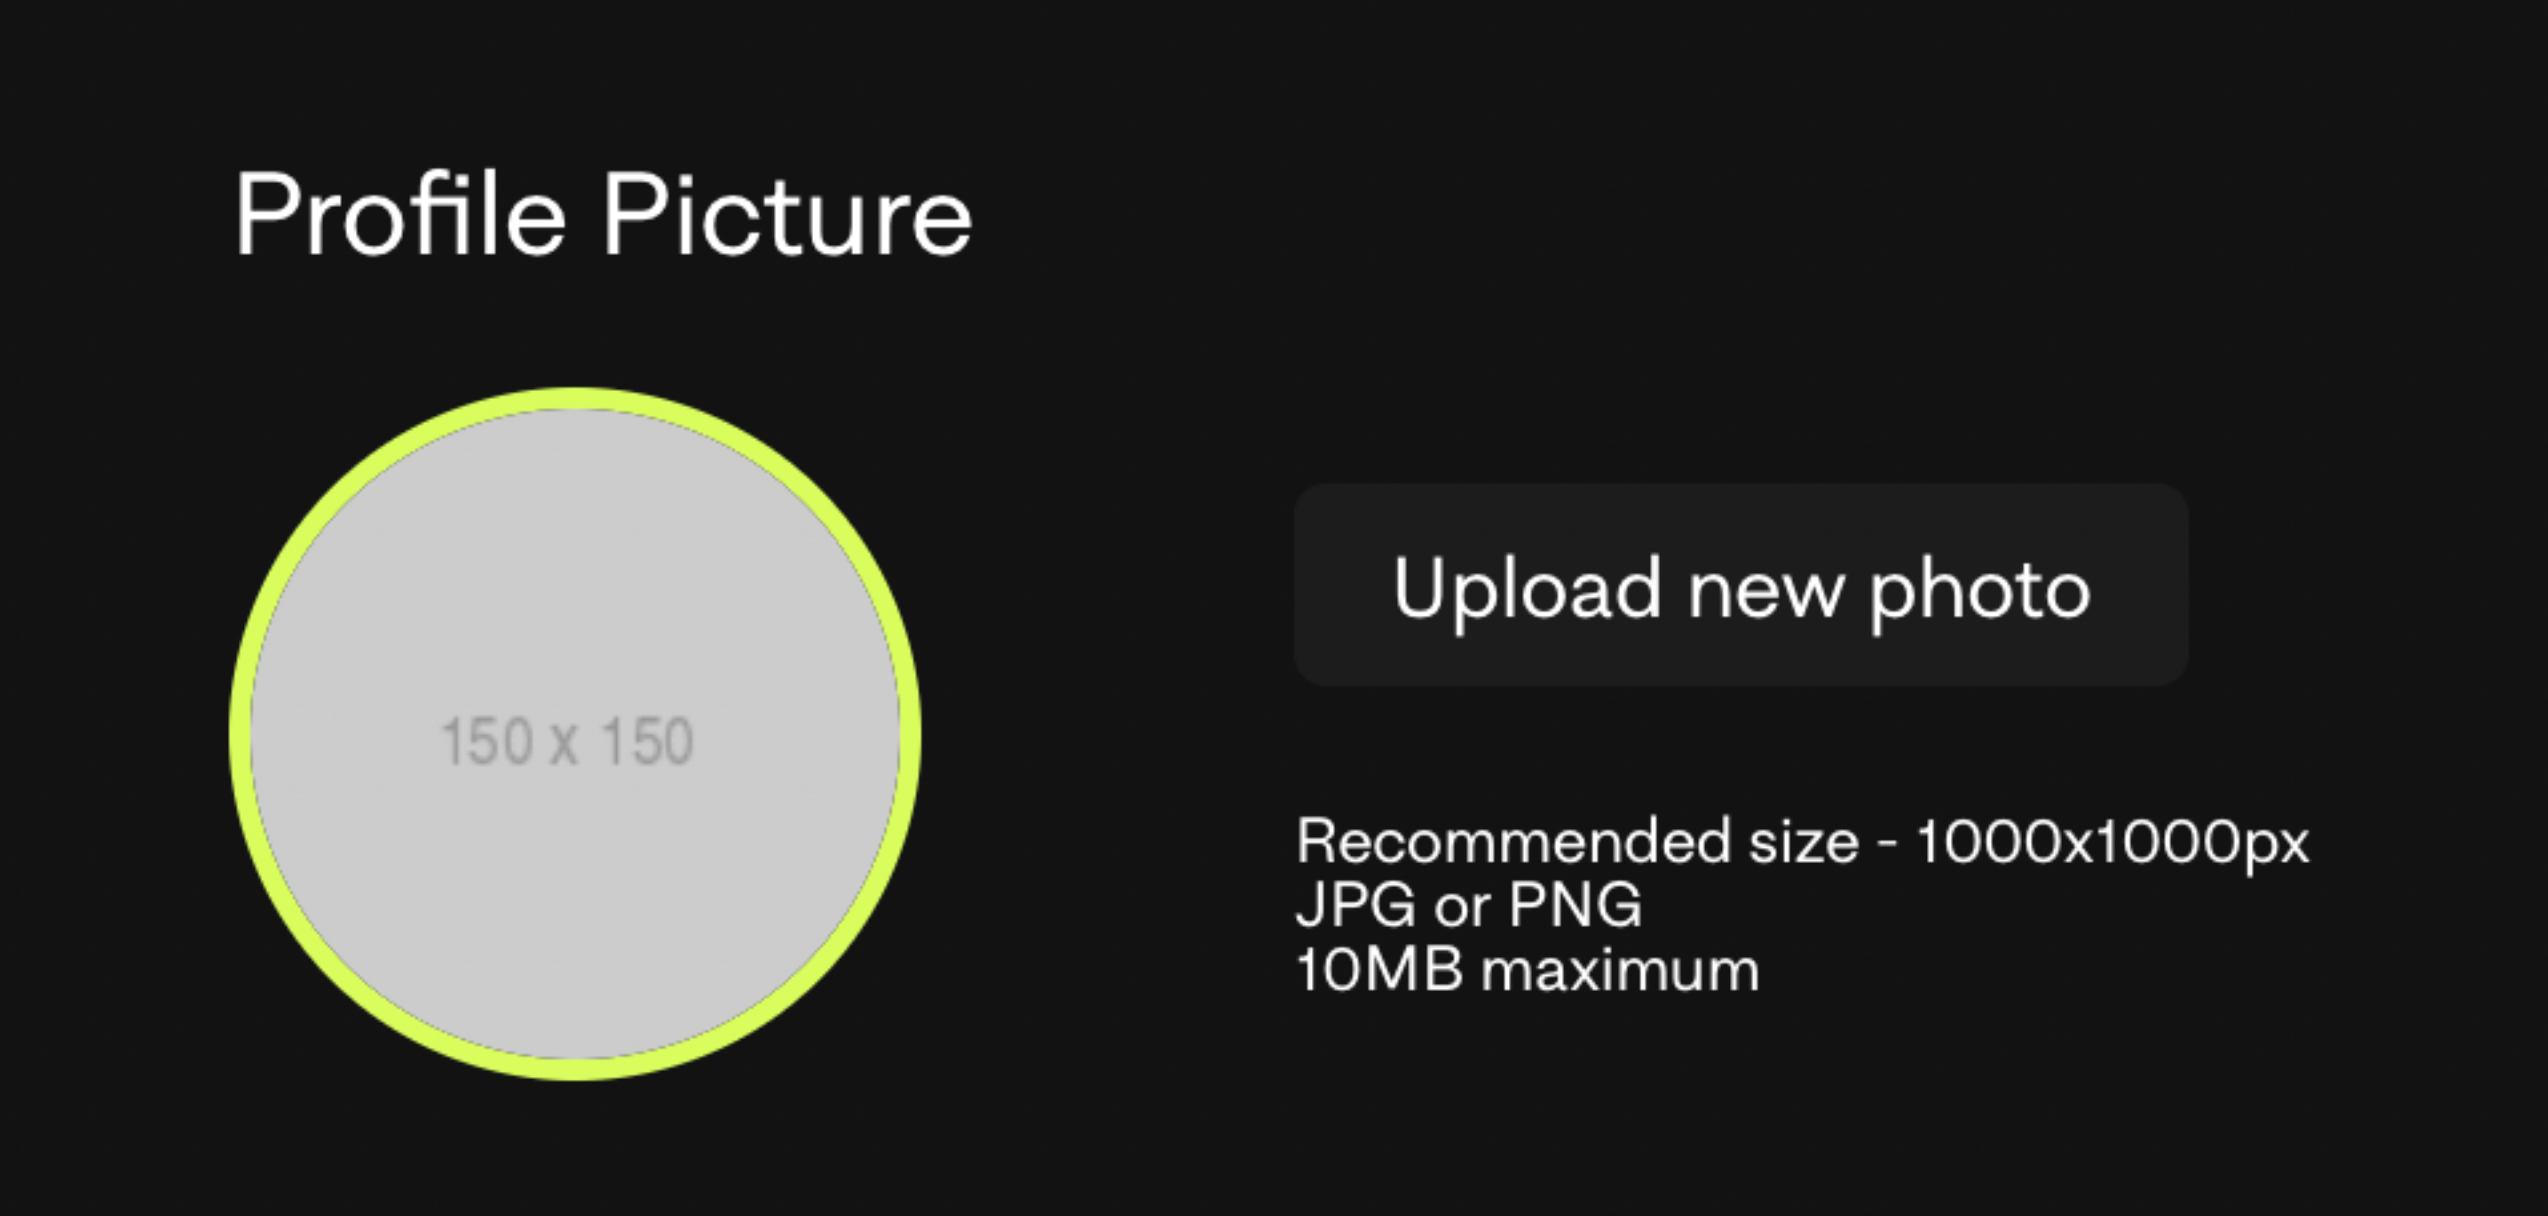 Profile Picture
150 x 150
Upload new photo
Recommended size - 1000x1000px
JPG or PNG
10MB maximum